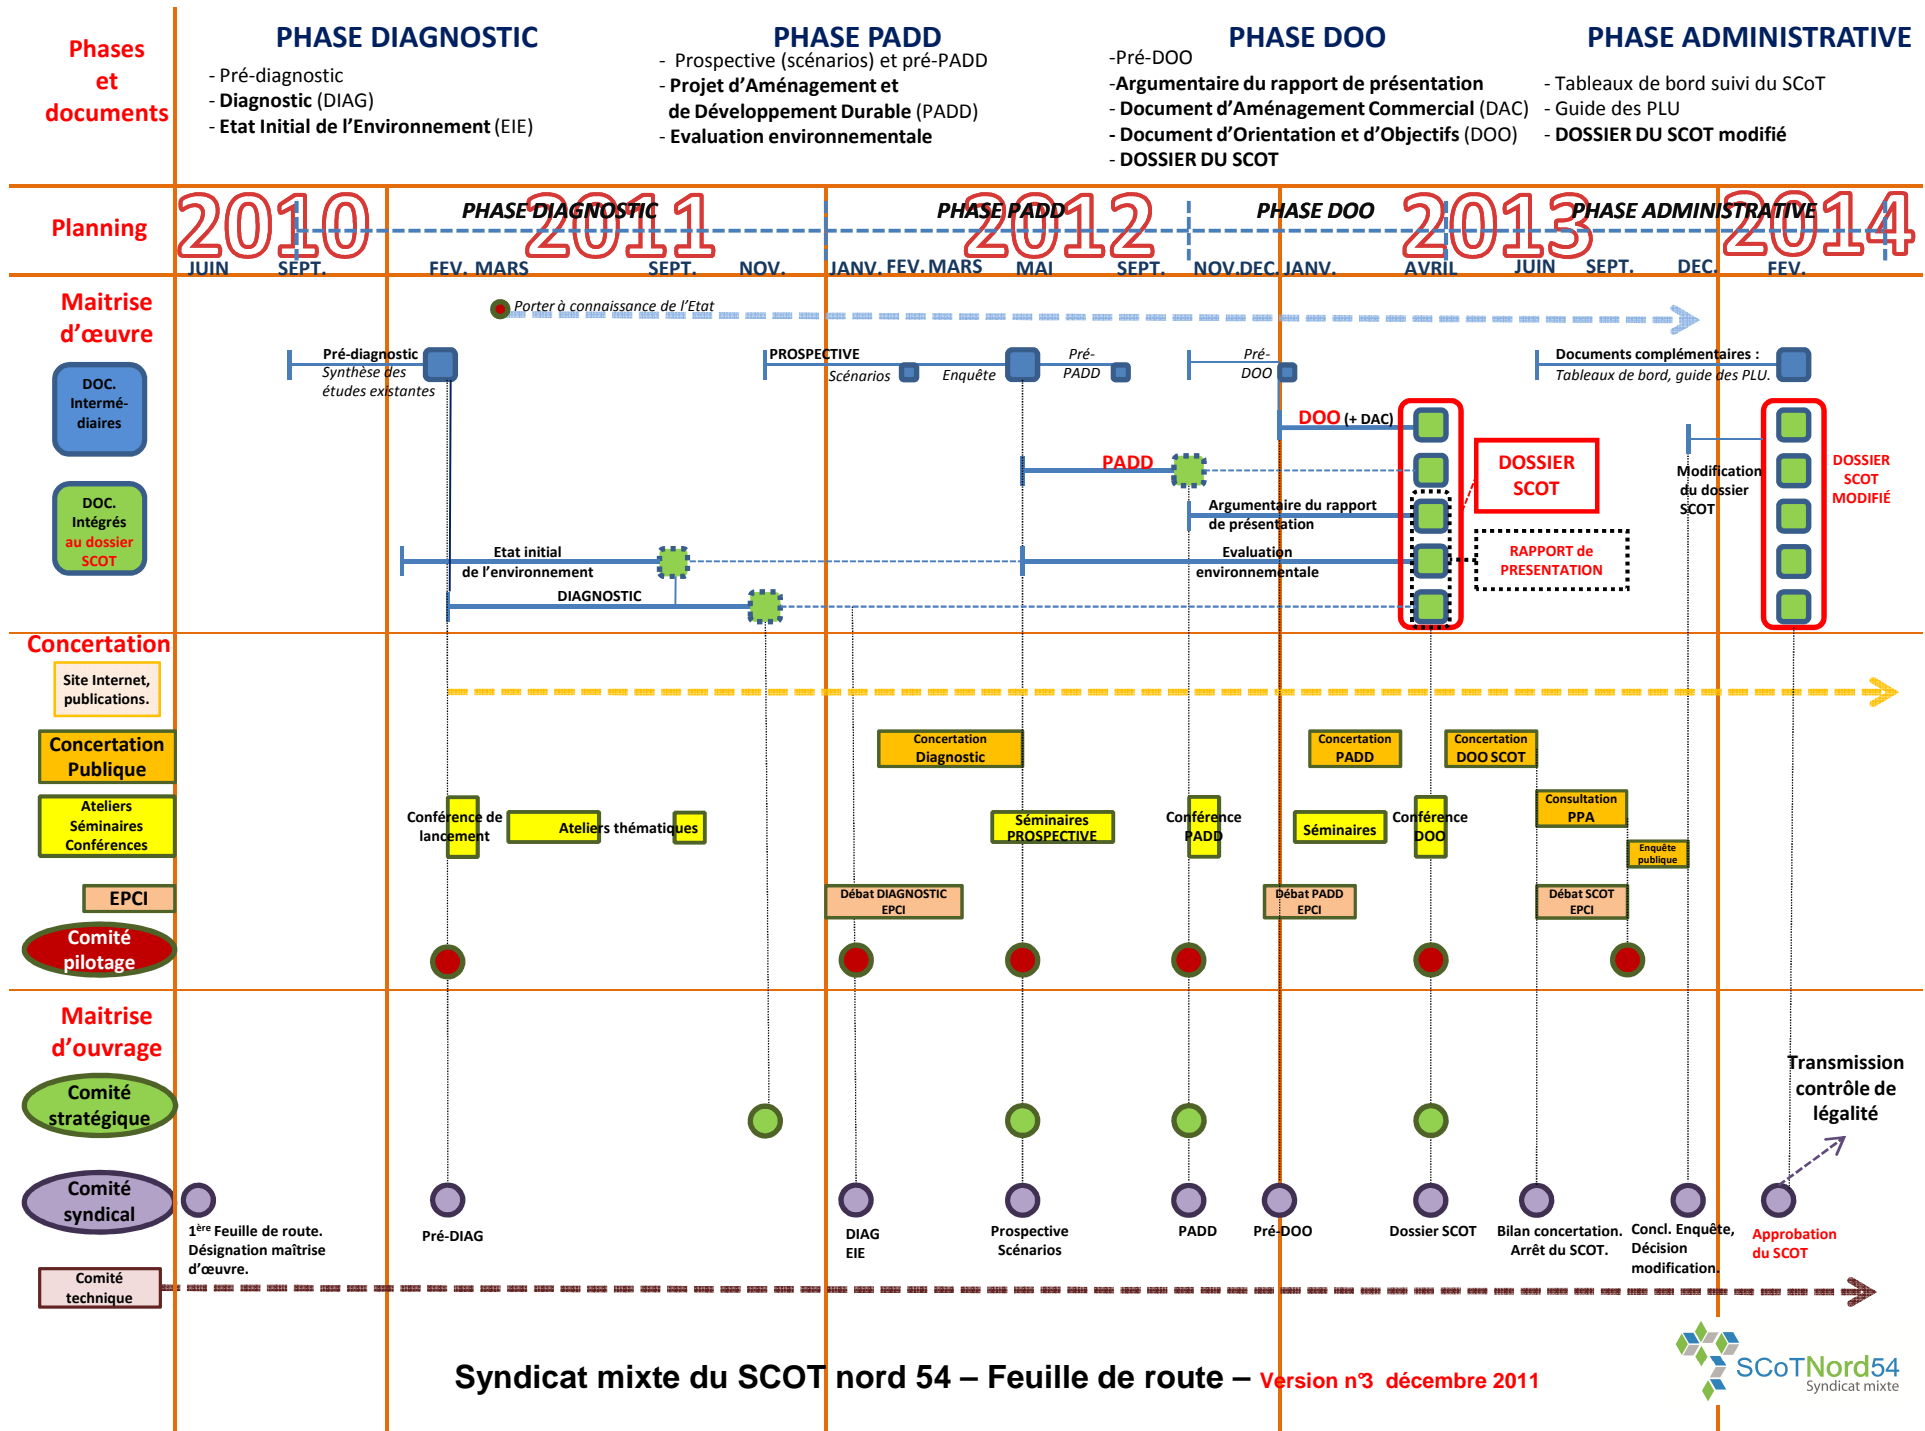 Phases
et
documents
PHASE DIAGNOSTIC
- Pré-diagnostic
- Diagnostic (DIAG)
- Etat Initial de l'Environnement (EIE)
PHASE PADD
- Prospective (scénarios) et pré-PADD
- Projet d'Aménagement et
de Développement Durable (PADD)
- Evaluation environnementale
PHASE DOO
-Pré-DOO
-Argumentaire du rapport de présentation
- Document d'Aménagement Commercial (DAC)
- Document d'Orientation et d'Objectifs (DOO)
- DOSSIER DU SCOT
PHASE ADMINISTRATIVE
- Tableaux de bord suivi du SCoT
- Guide des PLU
- DOSSIER DU SCOT modifié
Planning
2010 2011 2012 2013 2014
PHASE DIAGNOSTIC PHASE PADD PHASE DOO PHASE ADMINISTRATIVE
JUIN SEPT. FEV. MARS SEPT. NOV. JANV. FEV. MARS MAI SEPT. NOV. DEC. JANV. AVRIL JUIN SEPT. DEC. FEV.
Maitrise
d'œuvre
Porter à connaissance de l'Etat
DOC.
Intermé-
diaires
Pré-diagnostic
Synthèse des
études existantes
PROSPECTIVE
Scénarios
Enquête
Pré-
PADD
Pré-
DOO
Documents complémentaires :
Tableaux de bord, guide des PLU.
DOO (+ DAC)
PADD
DOSSIER
SCOT
Modification
du dossier
SCOT
DOSSIER
SCOT
MODIFIÉ
DOC.
Intégrés
au dossier
SCOT
Argumentaire du rapport
de présentation
Etat initial
de l'environnement
Evaluation
environnementale
RAPPORT de
PRESENTATION
DIAGNOSTIC
Concertation
Site Internet,
publications.
Concertation
Publique
Concertation
Diagnostic
Concertation
PADD
Concertation
DOO SCOT
Ateliers
Séminaires
Conférences
Conférence de
lancement
Ateliers thématiques
Séminaires
PROSPECTIVE
Conférence
PADD
Séminaires
Conférence
DOO
Consultation
PPA
Enquête
publique
EPCI
Débat DIAGNOSTIC
EPCI
Débat PADD
EPCI
Débat SCOT
EPCI
Comité
pilotage
Maitrise
d'ouvrage
Comité
stratégique
Transmission
contrôle de
légalité
Comité
syndical
1ère Feuille de route.
Désignation maîtrise
d'œuvre.
Pré-DIAG
DIAG
EIE
Prospective
Scénarios
PADD
Pré-DOO
Dossier SCOT
Bilan concertation.
Arrêt du SCOT.
Concl. Enquête,
Décision
modification.
Approbation
du SCOT
Comité
technique
Syndicat mixte du SCOT nord 54 – Feuille de route – Version n°3 décembre 2011
SCoTNord54
Syndicat mixte